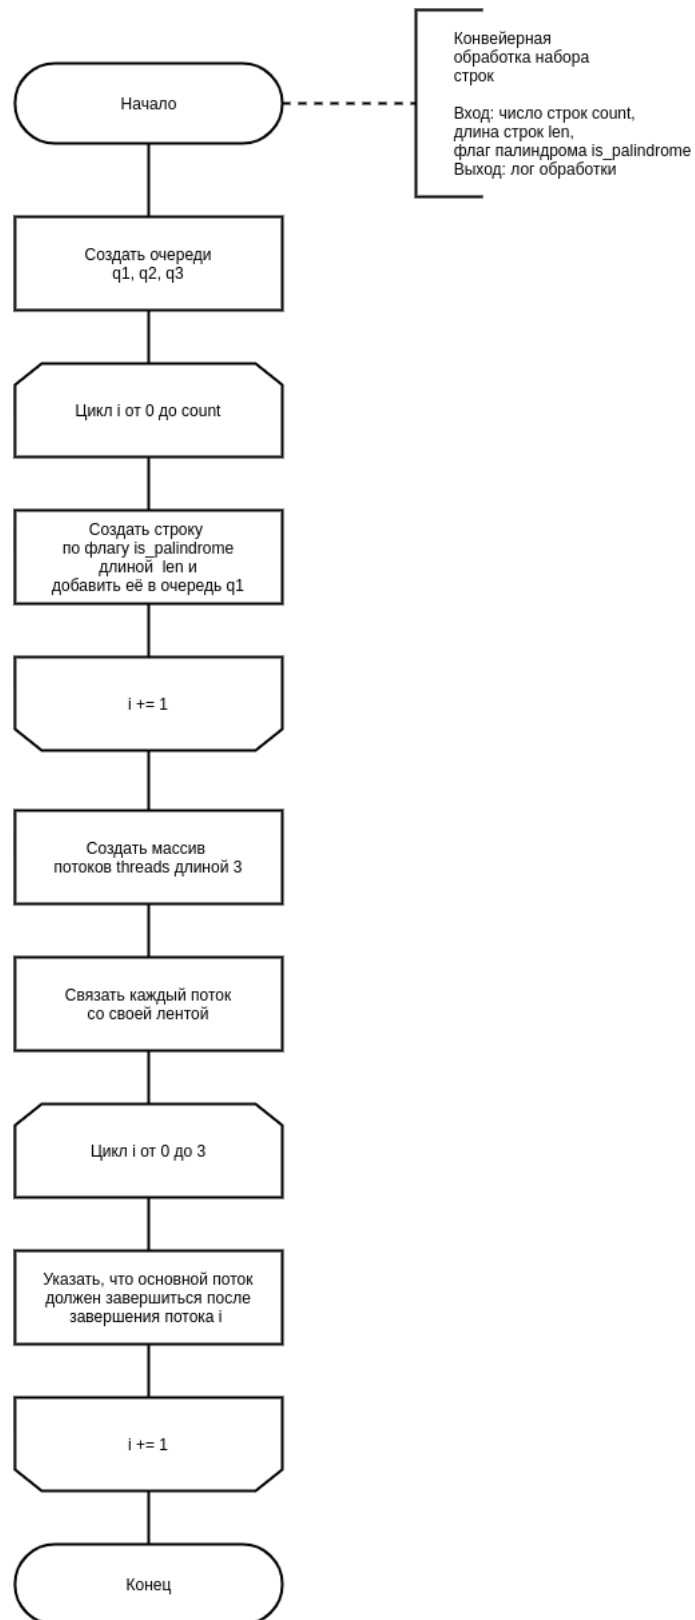 Начало
Конвейерная
обработка набора
строк
Вход: число строк count,
длина строк len,
флаг палиндрома is_palindrome
Выход: лог обработки
Создать очереди
q1, q2, q3
Цикл i от 0 до count
Создать строку
по флагу is_palindrome
длиной len и
добавить её в очередь q1
i += 1
Создать массив
потоков threads длиной 3
Связать каждый поток
со своей лентой
Цикл i от 0 до 3
Указать, что основной поток
должен завершиться после
завершения потока i
i += 1
Конец